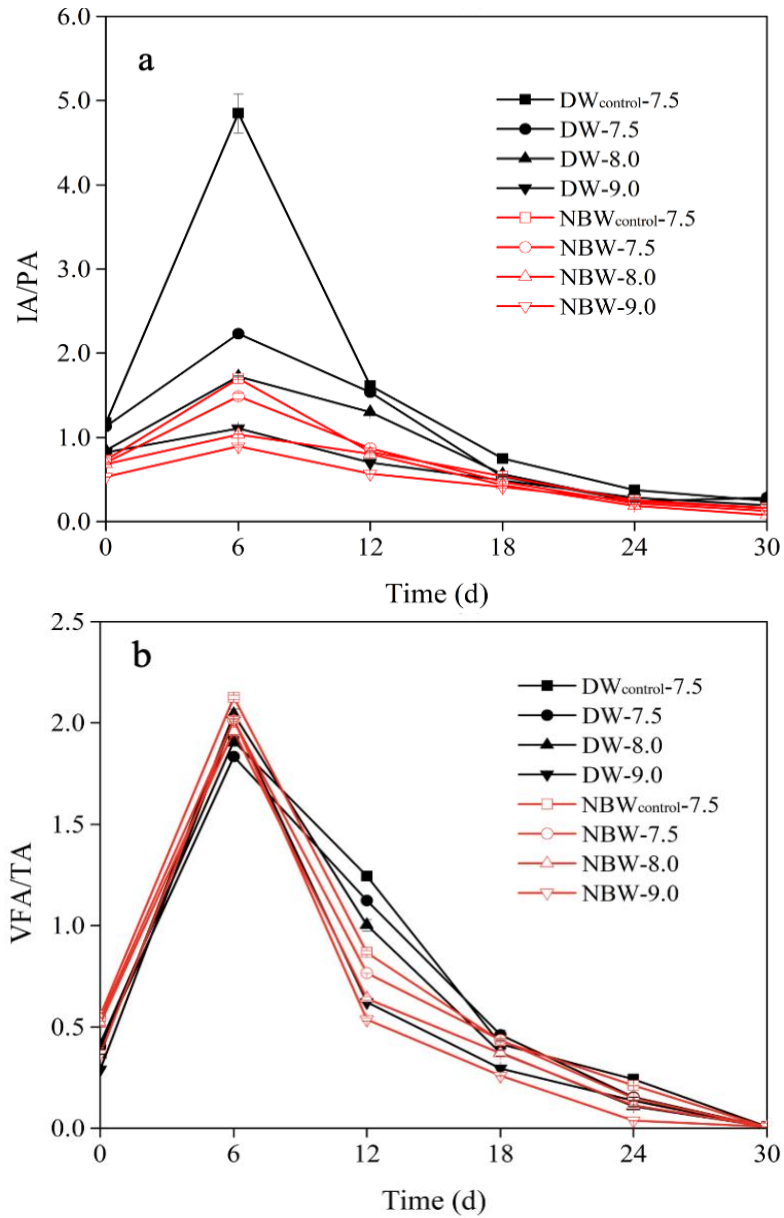 6.0
a
5.0
4.0
3.0
2.0
1.0
0.0
IA/PA
DWcontrol-7.5
DW-7.5
DW-8.0
DW-9.0
NBWcontrol-7.5
NBW-7.5
NBW-8.0
NBW-9.0
0 6 12 18 24 30
Time (d)
2.5
b
2.0
1.5
1.0
0.5
0.0
VFA/TA
DWcontrol-7.5
DW-7.5
DW-8.0
DW-9.0
NBWcontrol-7.5
NBW-7.5
NBW-8.0
NBW-9.0
0 6 12 18 24 30
Time (d)